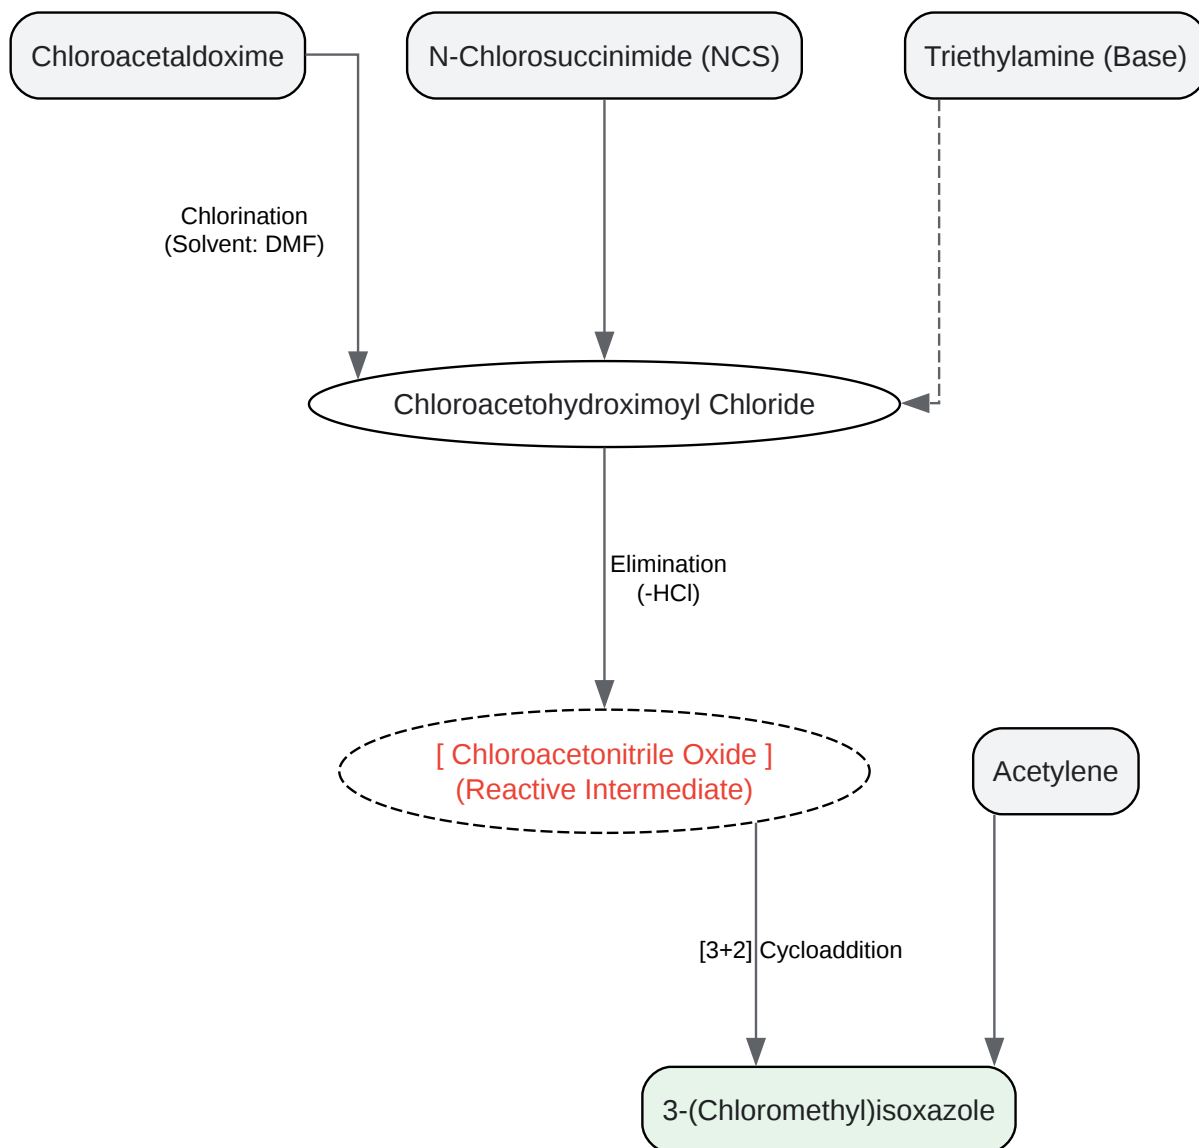 Chloroacetaldoxime
N-Chlorosuccinimide (NCS)
Triethylamine (Base)
Chlorination
(Solvent: DMF)
Chloroacetohydroximoyl Chloride
Elimination
(-HCl)
[ Chloroacetonitrile Oxide ]
(Reactive Intermediate)
Acetylene
[3+2] Cycloaddition
3-(Chloromethyl)isoxazole